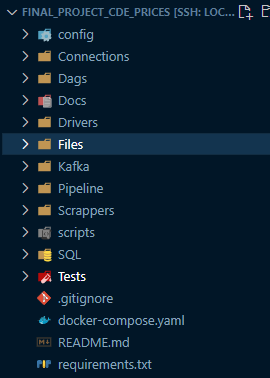 FINAL_PROJECT_CDE_PRICES [SSH: LOC...
config
Connections
Dags
Docs
Drivers
Files
Kafka
Pipeline
Scrappers
scripts
SQL
Tests
.gitignore
docker-compose.yaml
README.md
requirements.txt